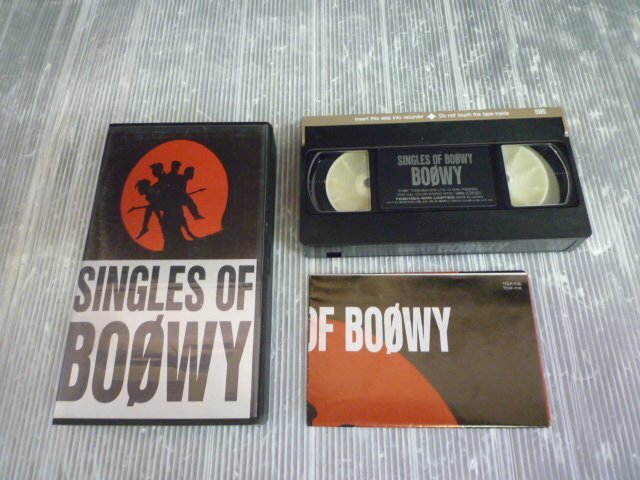 SINGLES OF
BOØWY
Insert this side into recorder Do not touch the tape inside
VHS
SINGLES OF BOØWY
BOØWY
TOSHIBA-EMI LIMITED
OF BOØWY